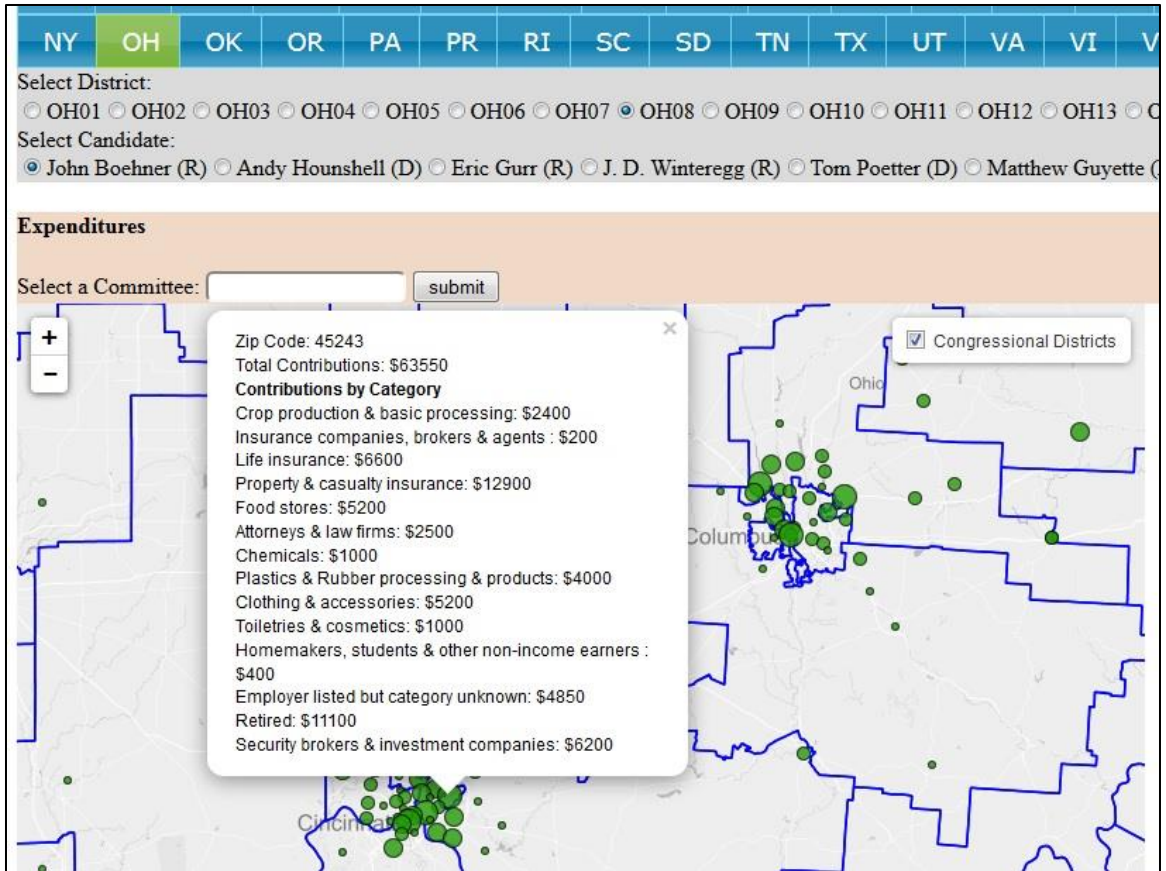 NY OH OK OR PA PR RI SC SD TN TX UT VA VI V
Select District:
OH01 OH02 OH03 OH04 OH05 OH06 OH07 OH08 OH09 OH10 OH11 OH12 OH13 O
Select Candidate:
John Boehner (R) Andy Hounshell (D) Eric Gurr (R) J. D. Winteregg (R) Tom Poetter (D) Matthew Guyette (
Expenditures
Select a Committee: submit
+
−
Zip Code: 45243
×
Total Contributions: $63550
Contributions by Category
Crop production & basic processing: $2400
Insurance companies, brokers & agents : $200
Life insurance: $6600
Property & casualty insurance: $12900
Food stores: $5200
Attorneys & law firms: $2500
Chemicals: $1000
Plastics & Rubber processing & products: $4000
Clothing & accessories: $5200
Toiletries & cosmetics: $1000
Homemakers, students & other non-income earners :
$400
Employer listed but category unknown: $4850
Retired: $11100
Security brokers & investment companies: $6200
Congressional Districts
Ohio
Columbus
Cincinnati